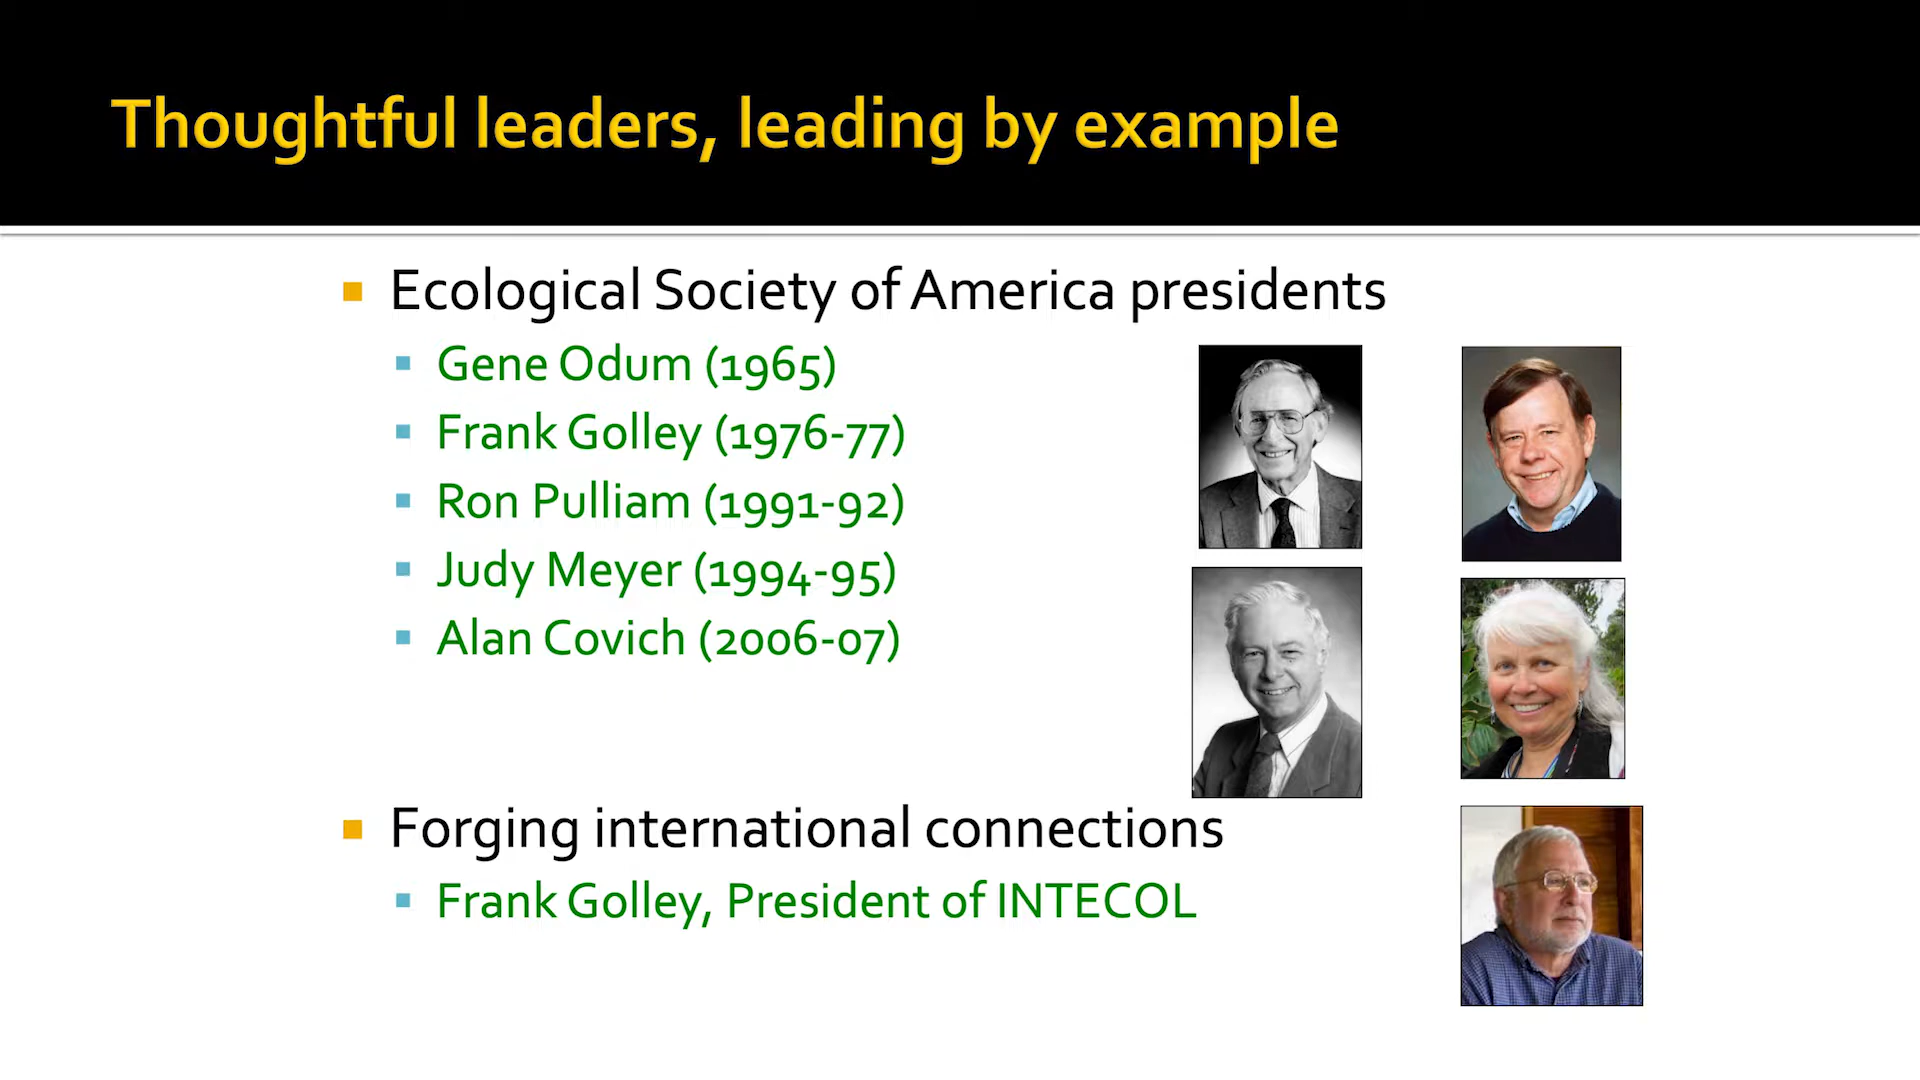 Thoughtful leaders, leading by example
Ecological Society of America presidents
Gene Odum (1965)
Frank Golley (1976-77)
Ron Pulliam (1991-92)
Judy Meyer (1994-95)
Alan Covich (2006-07)
Forging international connections
Frank Golley, President of INTECOL